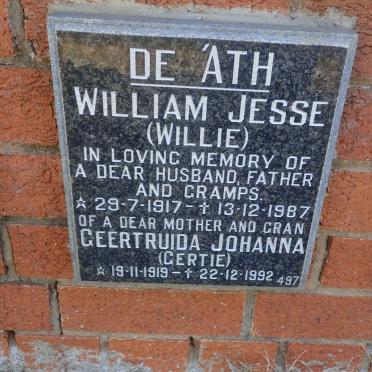 DE 'ÁTH
WILLIAM JESSE
(WILLIE)
IN LOVING MEMORY OF
A DEAR HUSBAND, FATHER
AND GRAMPS.
☆ 29-7-1917 - † 13-12-1987
OF A DEAR MOTHER AND GRAN
GEERTRUIDA JOHANNA
(GERTIE)
☆ 19-11-1919 - † 22-12-1992 497